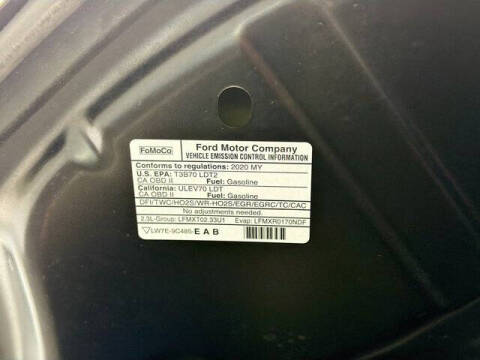 FoMoCo
Ford Motor Company
VEHICLE EMISSION CONTROL INFORMATION
Conforms to regulations: 2020 MY
U.S. EPA: T3B70 LDT2
CA OBD II Fuel: Gasoline
California: ULEV70 LDT
CA OBD II Fuel: Gasoline
DFI/TWC/HO2S/WR-HO2S/EGR/EGRC/TC/CAC
No adjustments needed.
2.3L-Group: LFMXT02.33U1 Evap: LFMXR0170NDF
LW7E-9C485-EAB